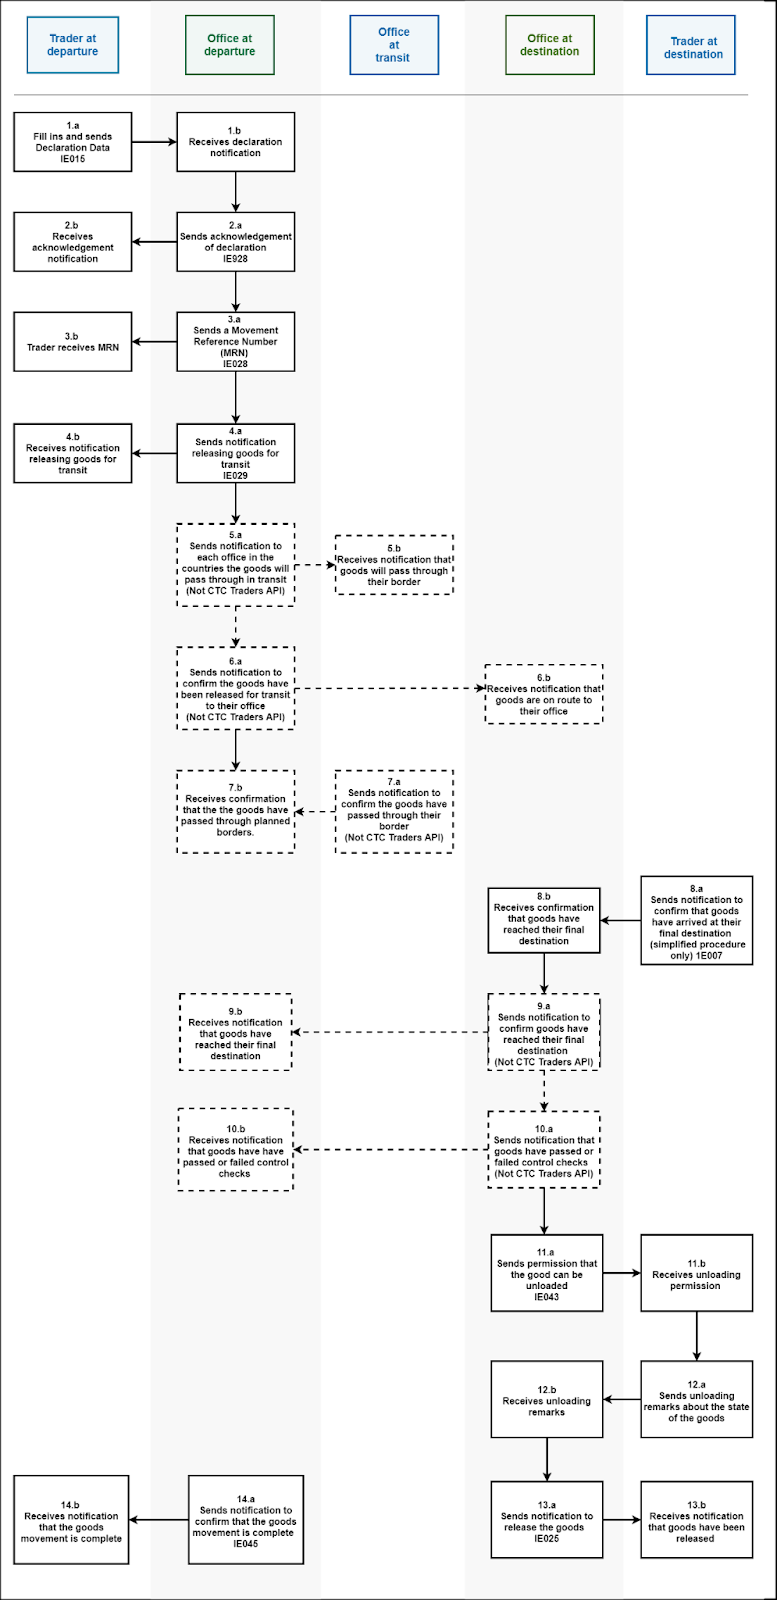 Trader at
departure
Office at
departure
Office
at
transit
Office at
destination
Trader at
destination
1.a
Fill ins and sends
Declaration Data
IE015
1.b
Receives declaration
notification
2.b
Receives
acknowledgement
notification
2.a
Sends acknowledgement
of declaration
IE928
3.b
Trader receives MRN
3.a
Sends a Movement
Reference Number
(MRN)
IE028
4.b
Receives notification
releasing goods for
transit
4.a
Sends notification
releasing goods for
transit
IE029
5.a
Sends notification to
each office in the
countries the goods will
pass through in transit
(Not CTC Traders API)
5.b
Receives notification that
goods will pass through
their border
6.a
Sends notification to
confirm the goods have
been released for transit
to their office
(Not CTC Traders API)
6.b
Receives notification that
goods are on route to
their office
7.b
Receives confirmation
that the the goods have
passed through planned
borders.
7.a
Sends notification to
confirm the goods have
passed through their
border
(Not CTC Traders API)
8.b
Receives confirmation
that goods have
reached their final
destination
8.a
Sends notification to
confirm that goods
have arrived at their
final destination
(simplified procedure
only) 1E007
9.b
Receives notification
that goods have
reached their final
destination
9.a
Sends notification to
confirm goods have
reached their final
destination
(Not CTC Traders API)
10.b
Receives notification
that goods have have
passed or failed control
checks
10.a
Sends notification that
goods have passed or
failed control checks
(Not CTC Traders API)
11.a
Sends permission that
the good can be
unloaded
IE043
11.b
Receives unloading
permission
12.b
Receives unloading
remarks
12.a
Sends unloading
remarks about the state
of the goods
14.b
Receives notification
that the goods
movement is complete
14.a
Sends notification to
confirm that the goods
movement is complete
IE045
13.a
Sends notification to
release the goods
IE025
13.b
Receives notification
that goods have been
released